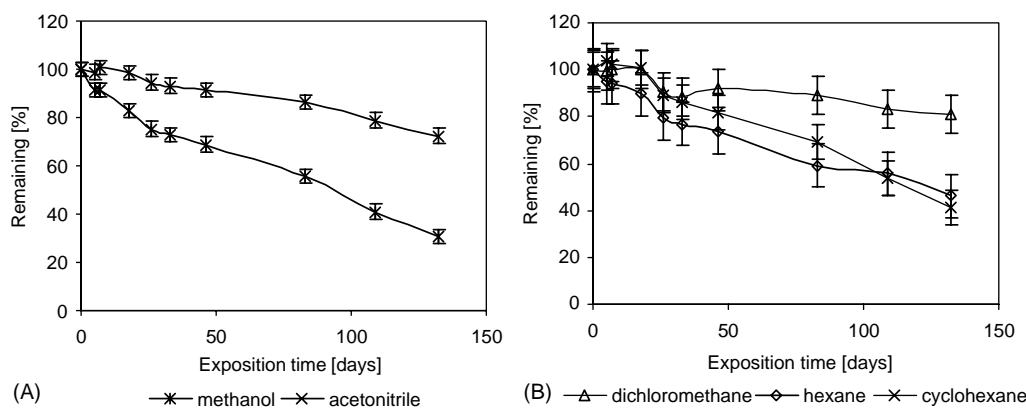 120
100
80
60
40
20
0
Remaining [%]
0 50 100 150
Exposition time [days]
(A) methanol acetonitrile
120
100
80
60
40
20
0
Remaining [%]
0 50 100 150
Exposition time [days]
(B) dichloromethane hexane cyclohexane